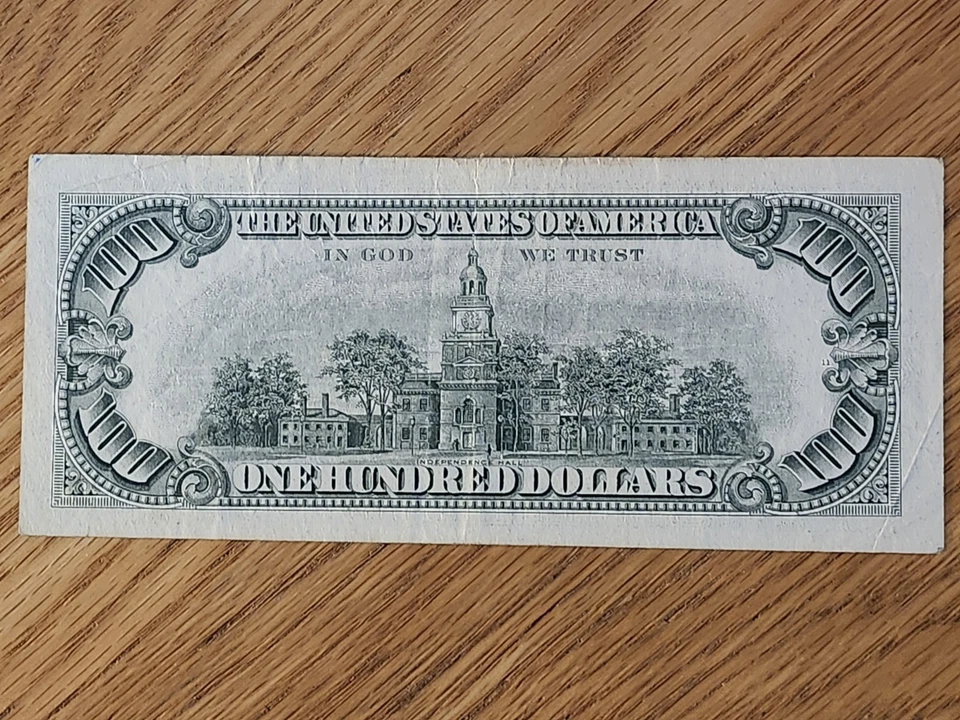 THE UNITED STATES OF AMERICA
IN GOD WE TRUST
100 100
100 100
INDEPENDENCE HALL
ONE HUNDRED DOLLARS